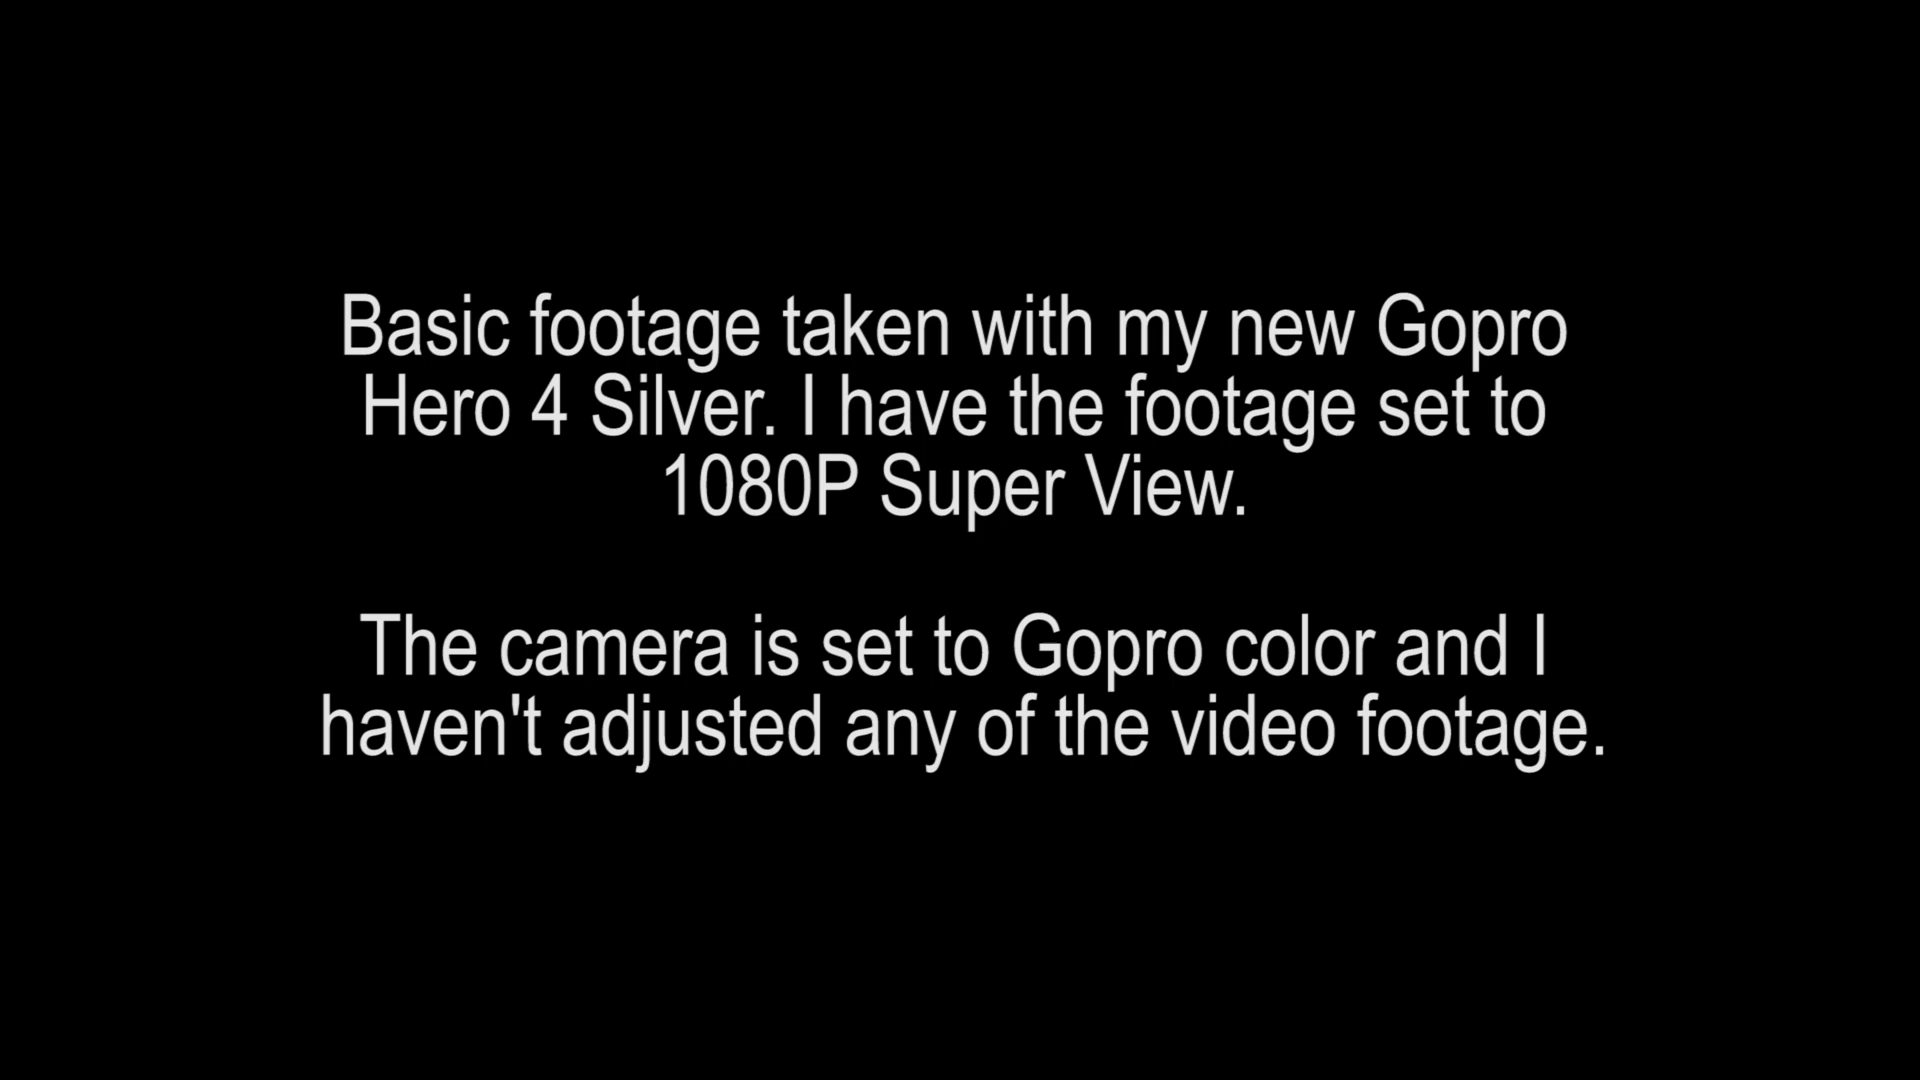 Basic footage taken with my new Gopro
Hero 4 Silver. I have the footage set to
1080P Super View.
The camera is set to Gopro color and I
haven't adjusted any of the video footage.